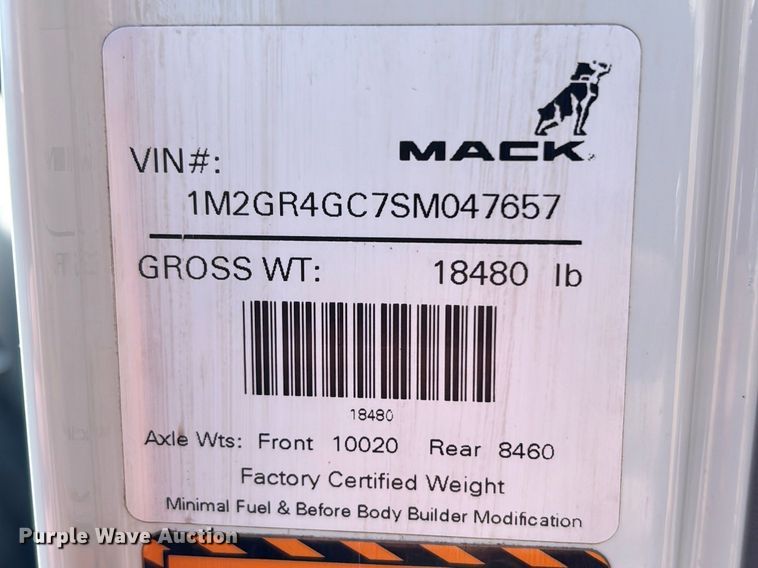 MACK
VIN#:
1M2GR4GC7SM047657
GROSS WT: 18480 lb
18480
Axle Wts: Front 10020 Rear 8460
Factory Certified Weight
Minimal Fuel & Before Body Builder Modification
Purple Wave Auction